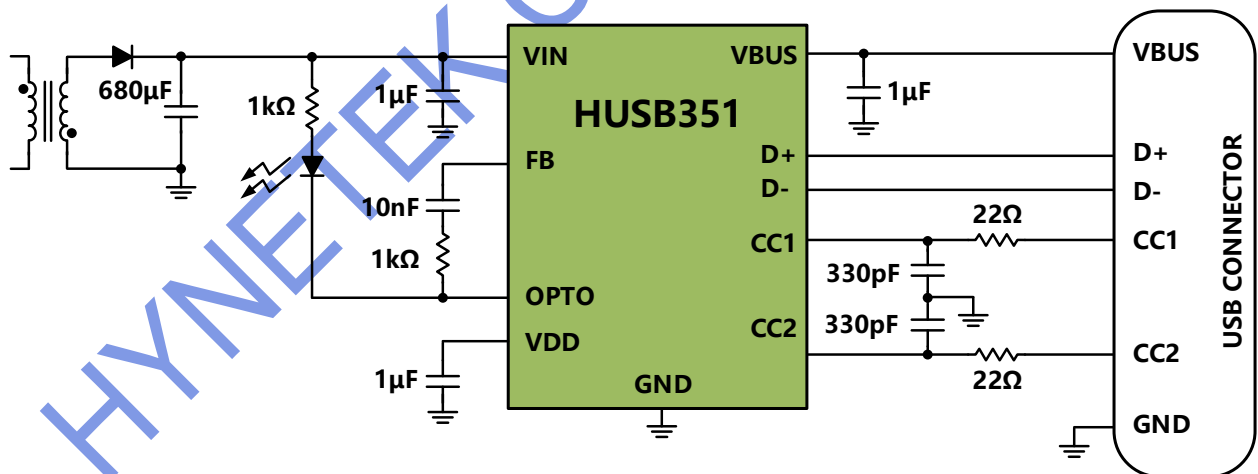 VIN
VBUS
VBUS
680µF
1µF
1µF
1kΩ
HUSB351
FB
D+
D+
D-
D-
10nF
22Ω
1kΩ
CC1
CC1
330pF
OPTO
330pF
CC2
VDD
CC2
1µF
22Ω
GND
GND
USB CONNECTOR
HYNETEK